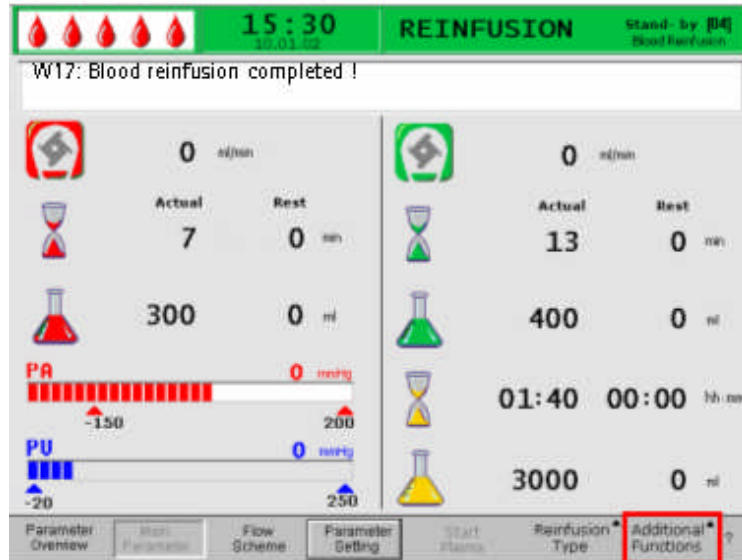 15:30
10.01.02
REINFUSION
Stand- by [04]
Blood Reinfusion
W17: Blood reinfusion completed !
0 ml/min
Actual Rest
7 0 min
300 0 ml
PA 0 mmHg
-150 200
PV 0 mmHg
-20 250
0 ml/min
Actual Rest
13 0 min
400 0 ml
01:40 00:00 hh:mm
3000 0 ml
Parameter Overview
Main Parameter
Flow Scheme
Parameter Setting
Start Plasma
Reinfusion Type
Additional Functions
?